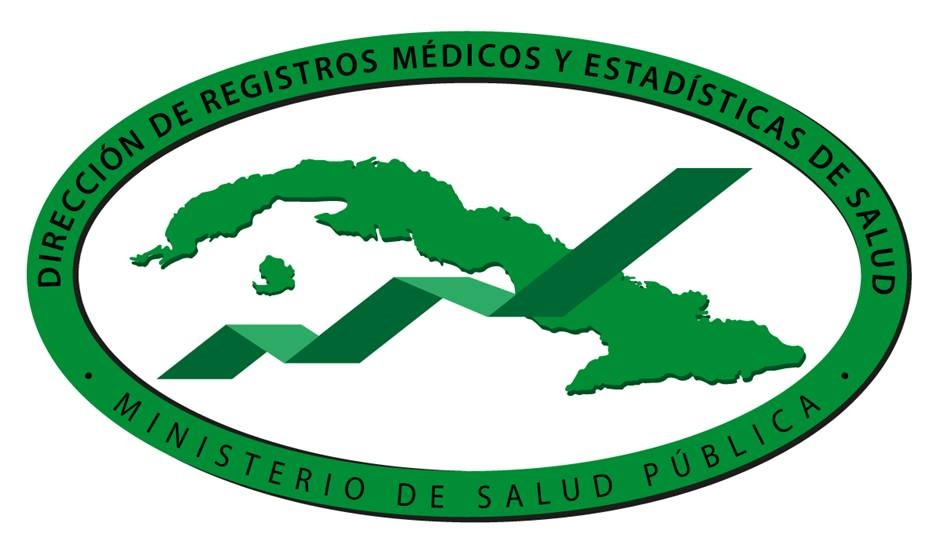 DIRECCIÓN DE REGISTROS MÉDICOS Y ESTADÍSTICAS DE SALUD
• MINISTERIO DE SALUD PÚBLICA •